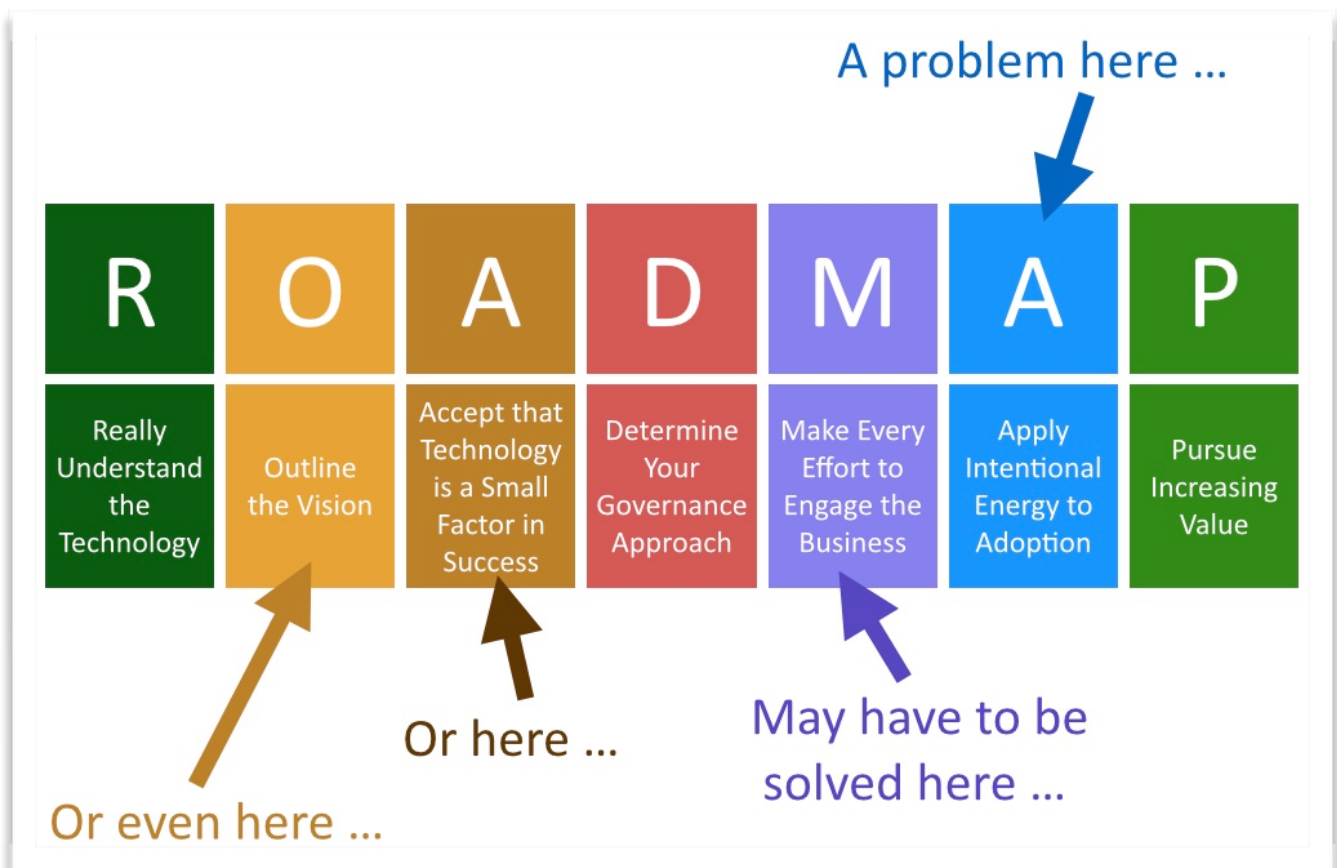 A problem here ...
R O A D M A P
Really
Understand
the
Technology
Outline
the Vision
Accept that
Technology
is a Small
Factor in
Success
Determine
Your
Governance
Approach
Make Every
Effort to
Engage the
Business
Apply
Intentional
Energy to
Adoption
Pursue
Increasing
Value
May have to be
solved here ...
Or here ...
Or even here ...